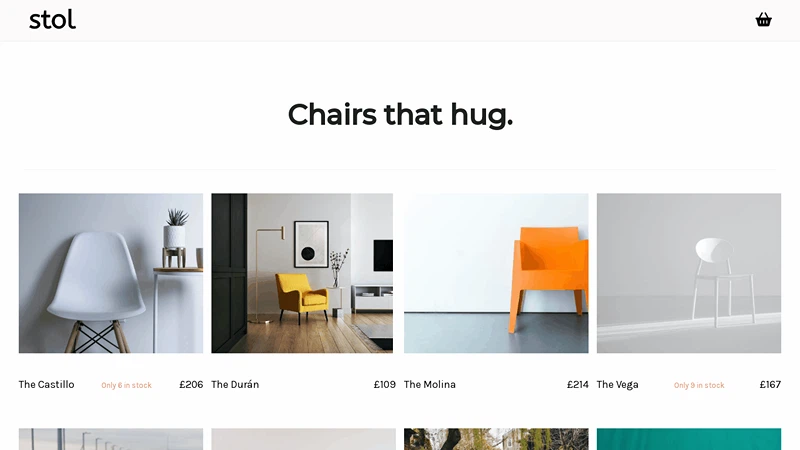 stol
Chairs that hug.
The Castillo Only 6 in stock £206
The Durán £109
The Molina £214
The Vega Only 9 in stock £167